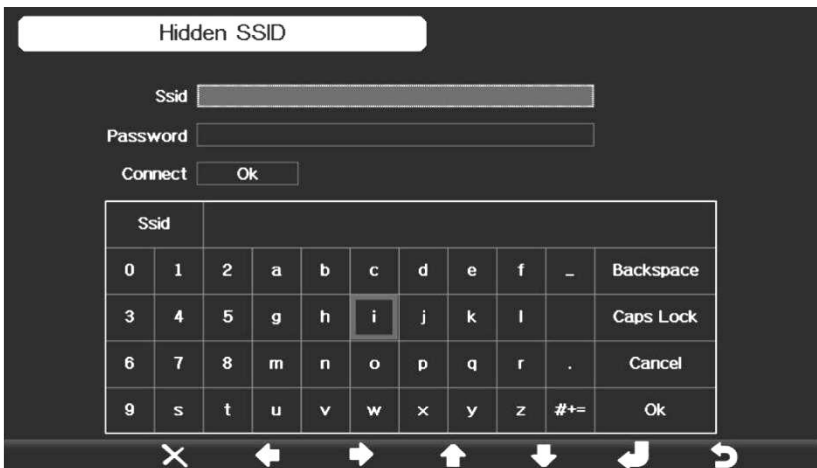 Hidden SSID
Ssid
Password
Connect Ok
Ssid
0 1 2 a b c d e f _ Backspace
3 4 5 g h i j k l Caps Lock
6 7 8 m n o p q r . Cancel
9 s t u v w x y z #+= Ok